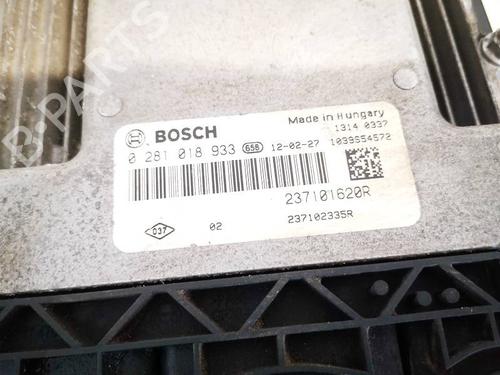 B-PARTS
BOSCH
Made in Hungary
1314 0337
0 281 018 933 658 12-02-27 1039S54572
237101620R
037 02 237102335R